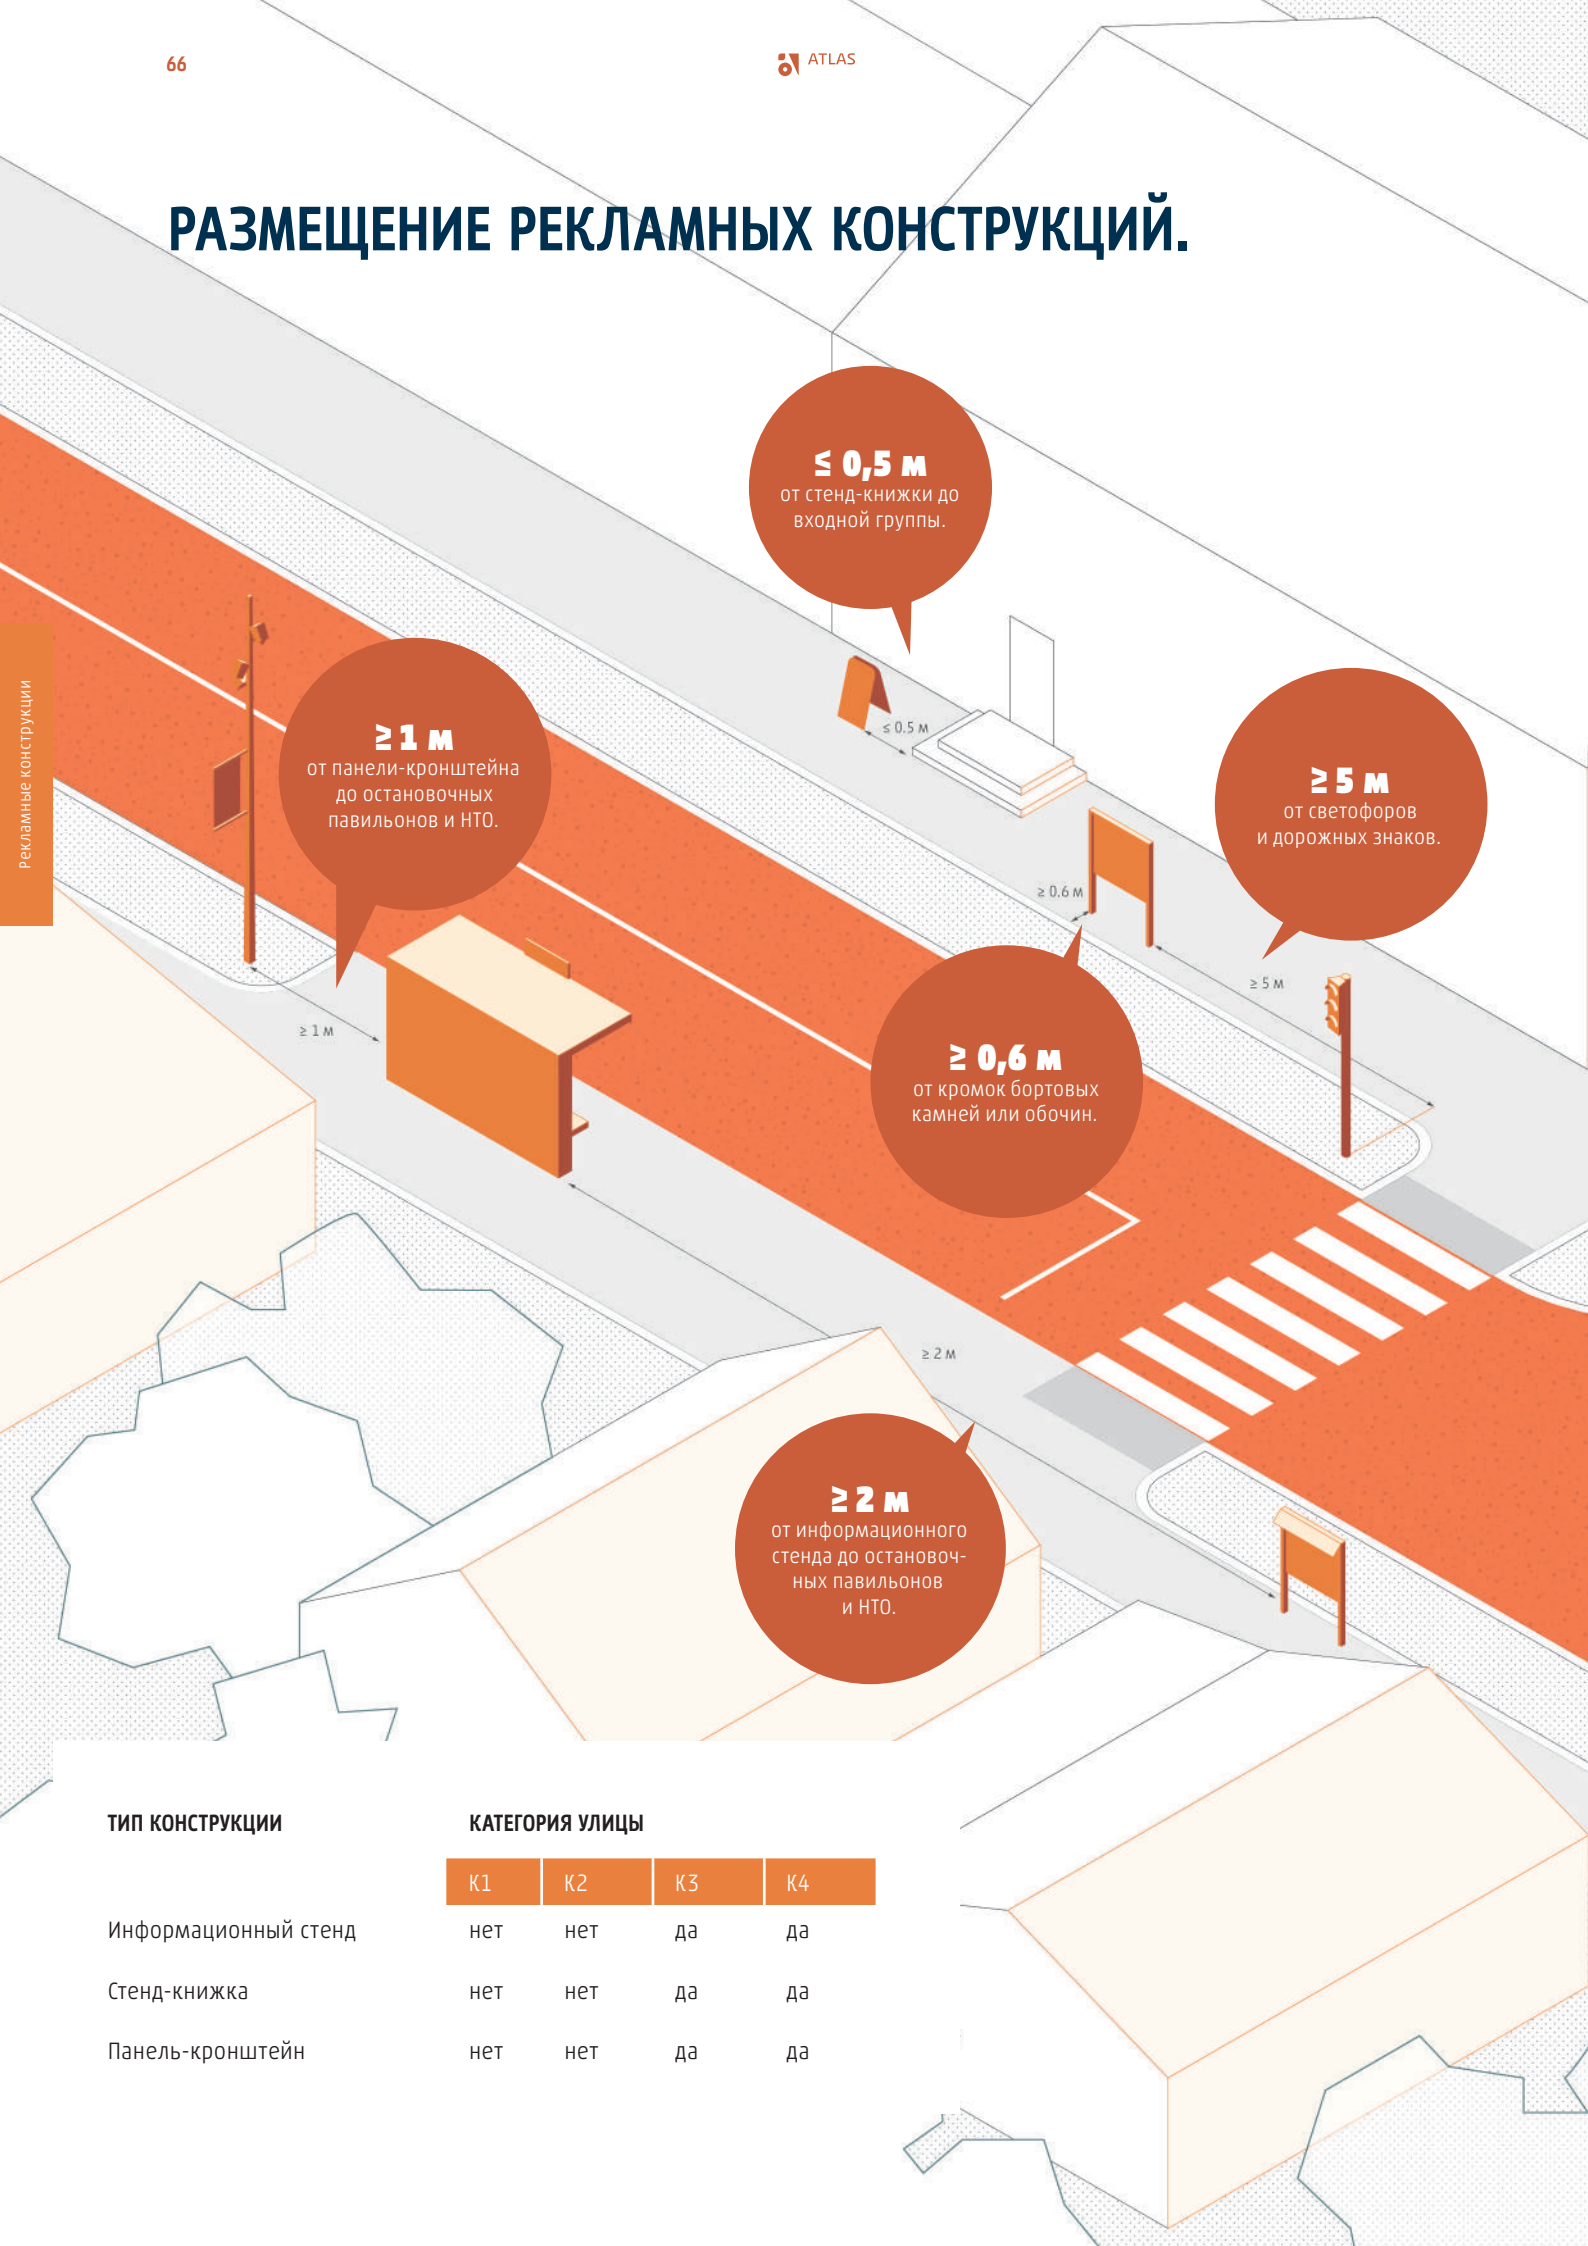 66
ATLAS
РАЗМЕЩЕНИЕ РЕКЛАМНЫХ КОНСТРУКЦИЙ.
≤ 0,5 м
от стенд-книжки до
входной группы.
≤ 0.5 м
Рекламные конструкции
≥ 1 м
от панели-кронштейна
до остановочных
павильонов и НТО.
≥ 1 м
≥ 5 м
от светофоров
и дорожных знаков.
≥ 5 м
≥ 0.6 м
≥ 0,6 м
от кромок бортовых
камней или обочин.
≥ 2 м
≥ 2 м
от информационного
стенда до остановоч-
ных павильонов
и НТО.
ТИП КОНСТРУКЦИИ КАТЕГОРИЯ УЛИЦЫ
К1 К2 К3 К4
Информационный стенд нет нет да да
Стенд-книжка нет нет да да
Панель-кронштейн нет нет да да